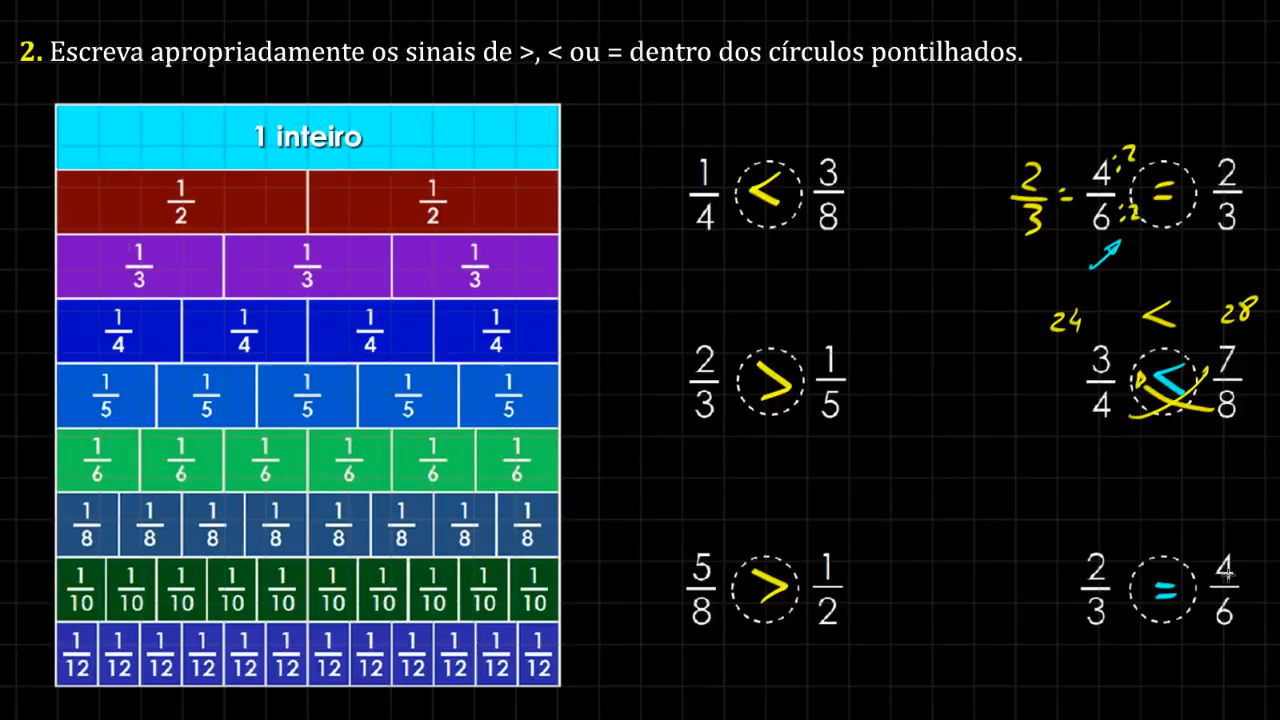 2. Escreva apropriadamente os sinais de >, < ou = dentro dos círculos pontilhados.
1 inteiro
1/2 1/2
1/3 1/3 1/3
1/4 1/4 1/4 1/4
1/5 1/5 1/5 1/5 1/5
1/6 1/6 1/6 1/6 1/6 1/6
1/8 1/8 1/8 1/8 1/8 1/8 1/8 1/8
1/10 1/10 1/10 1/10 1/10 1/10 1/10 1/10 1/10 1/10
1/12 1/12 1/12 1/12 1/12 1/12 1/12 1/12 1/12 1/12 1/12 1/12
1/4 < 3/8
2/3 > 1/5
5/8 > 1/2
2/3 = 4:2/6:2 = 2/3
24 < 28
3/4 < 7/8
2/3 = 4/6